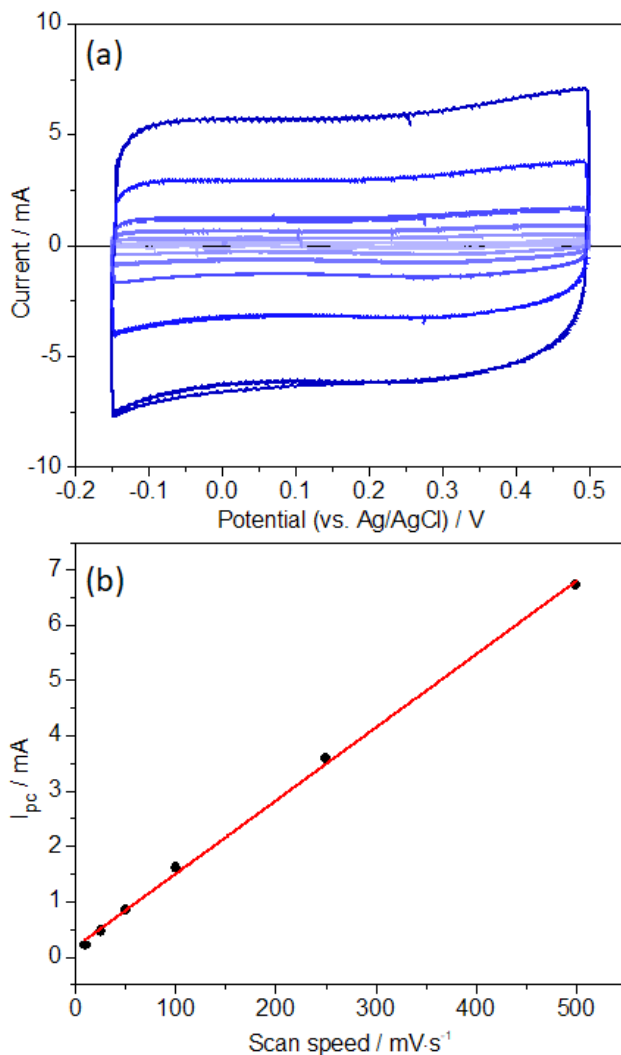 (a)
10
5
0
-5
-10
Current / mA
-0.2 -0.1 0.0 0.1 0.2 0.3 0.4 0.5
Potential (vs. Ag/AgCl) / V
(b)
7
6
5
4
3
2
1
0
I_pc / mA
0 100 200 300 400 500
Scan speed / mV·s⁻¹